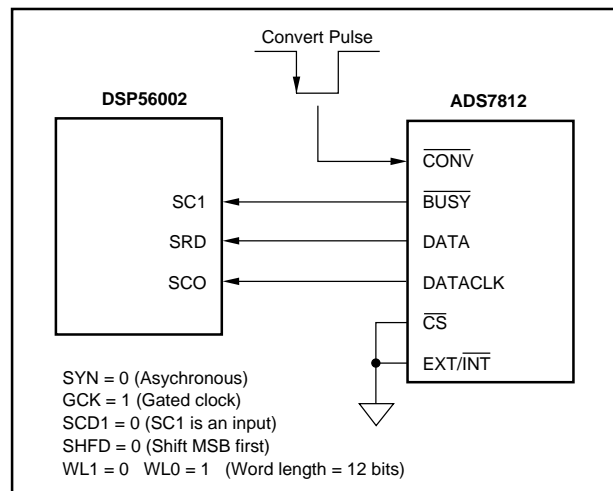 Convert Pulse
DSP56002
ADS7812
CONV
SC1
BUSY
SRD
DATA
SCO
DATACLK
CS
EXT/INT
SYN = 0 (Asychronous)
GCK = 1 (Gated clock)
SCD1 = 0 (SC1 is an input)
SHFD = 0 (Shift MSB first)
WL1 = 0 WL0 = 1 (Word length = 12 bits)